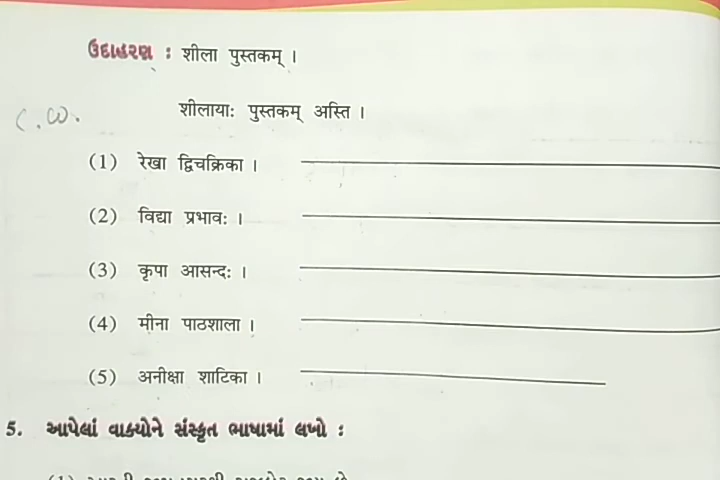 ઉદાહરણ : शीला पुस्तकम् ।
शीलायाः पुस्तकम् अस्ति ।
C.W.
(1) रेखा द्विचक्रिका ।
(2) विद्या प्रभावः ।
(3) कृपा आसन्दः ।
(4) मीना पाठशाला ।
(5) अनीक्षा शाटिका ।
5. આપેલાં વાક્યોને સંસ્કૃત ભાષામાં લખો :